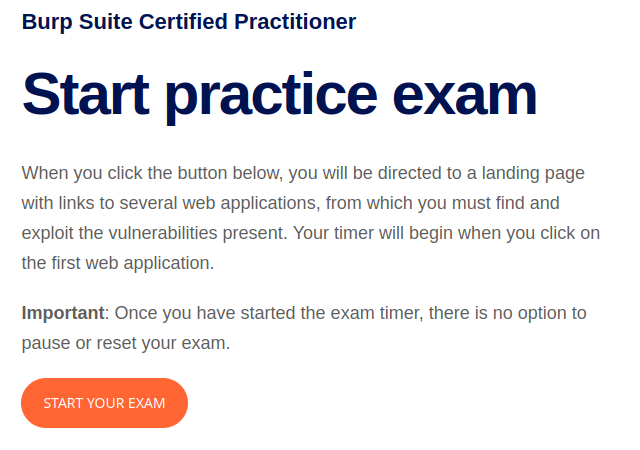 Burp Suite Certified Practitioner
Start practice exam
When you click the button below, you will be directed to a landing page
with links to several web applications, from which you must find and
exploit the vulnerabilities present. Your timer will begin when you click on
the first web application.
Important: Once you have started the exam timer, there is no option to
pause or reset your exam.
START YOUR EXAM